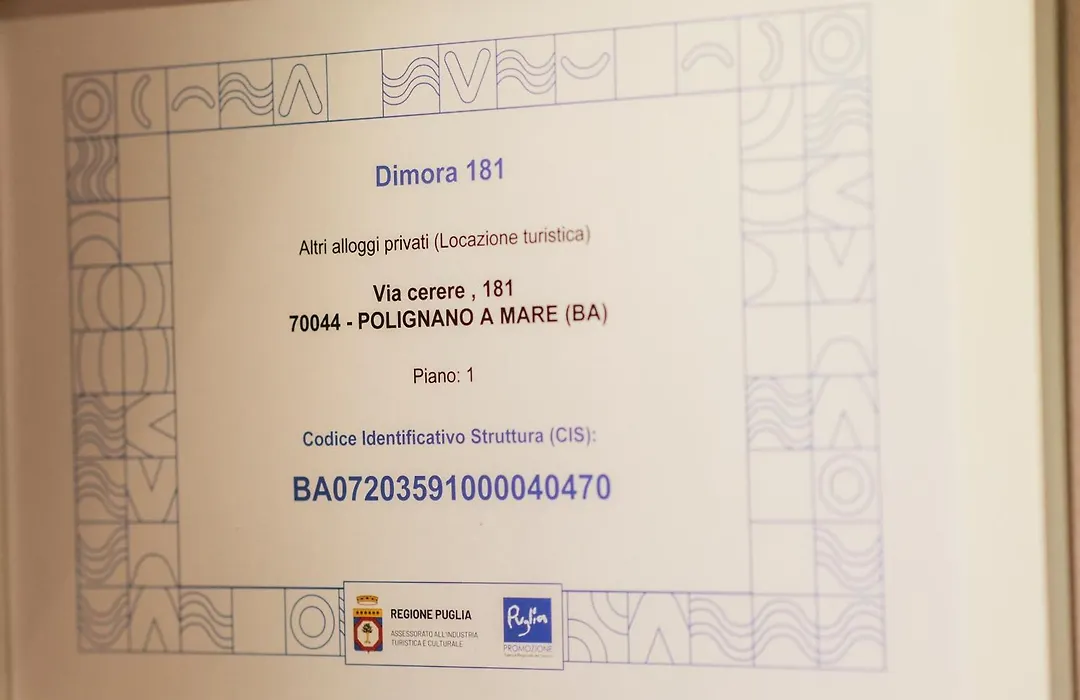 Dimora 181
Altri alloggi privati (Locazione turistica)
Via cerere , 181
70044 - POLIGNANO A MARE (BA)
Piano: 1
Codice Identificativo Struttura (CIS):
BA07203591000040470
REGIONE PUGLIA
ASSESSORATO ALL'INDUSTRIA
TURISTICA E CULTURALE
Puglia
PROMOZIONE